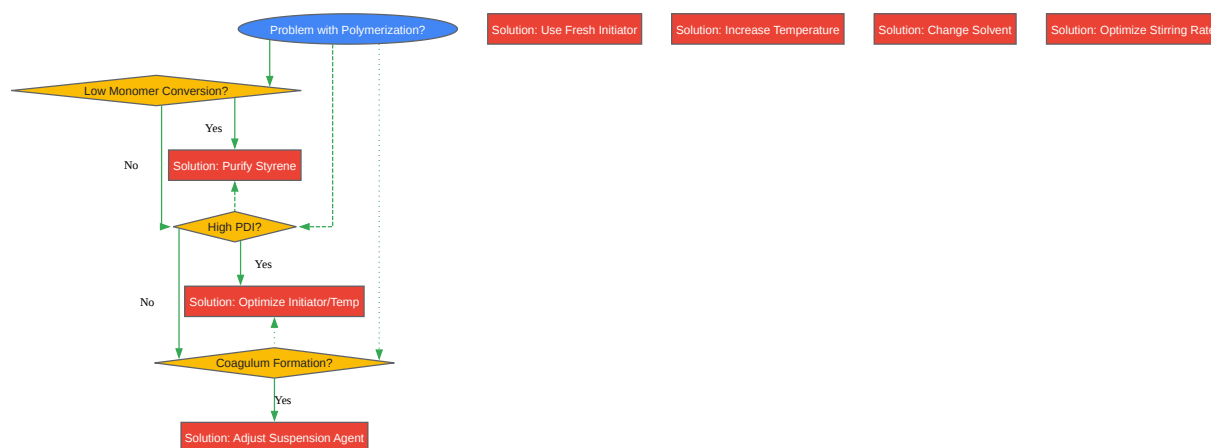 Problem with Polymerization?
Solution: Use Fresh Initiator
Solution: Increase Temperature
Solution: Change Solvent
Solution: Optimize Stirring Rate
Low Monomer Conversion?
Yes
No
Solution: Purify Styrene
High PDI?
Yes
No
Solution: Optimize Initiator/Temp
Coagulum Formation?
Yes
Solution: Adjust Suspension Agent